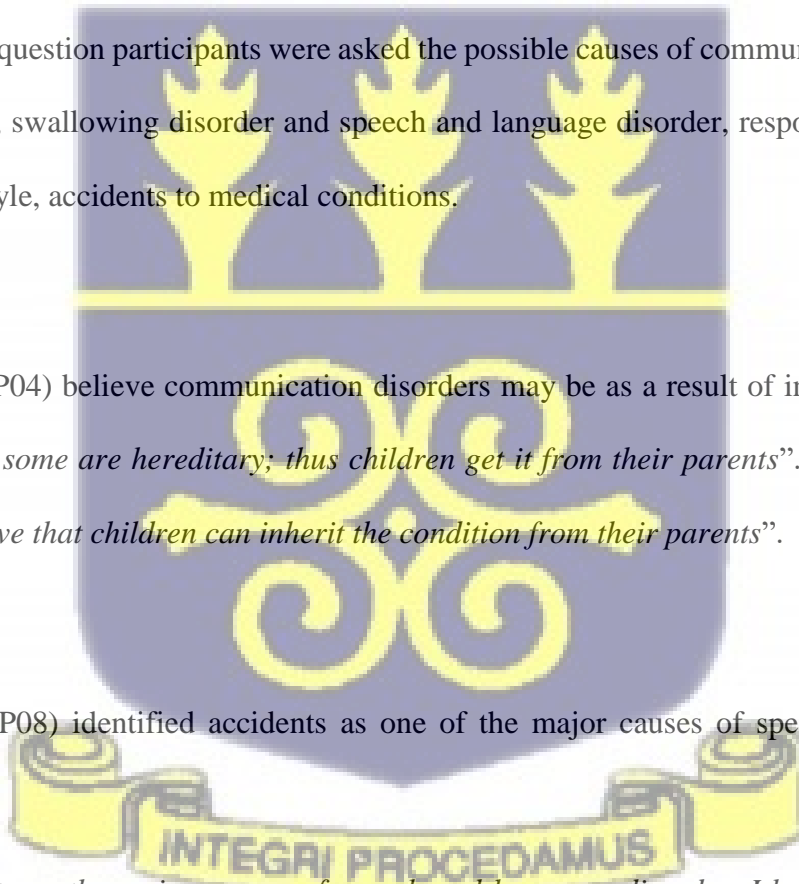 question participants were asked the possible causes of commun
swallowing disorder and speech and language disorder, respo
yle, accidents to medical conditions.
P04) believe communication disorders may be as a result of in
some are hereditary; thus children get it from their parents”.
ve that children can inherit the condition from their parents”.
P08) identified accidents as one of the major causes of spe
INTEGRI PROCEDAMUS